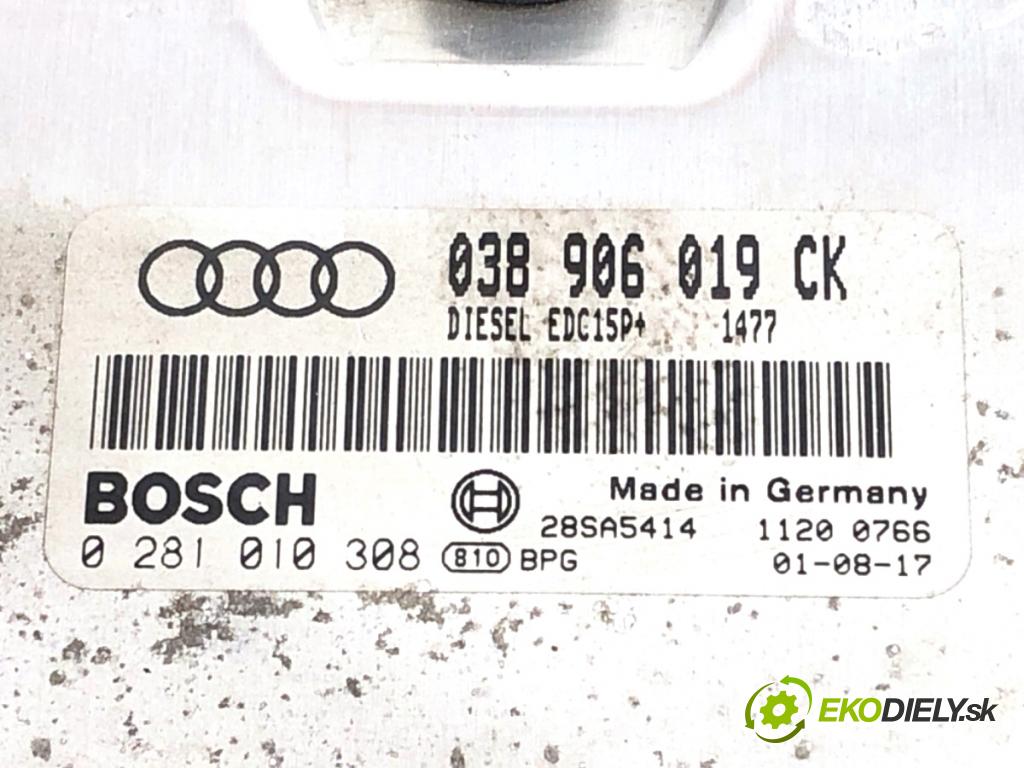 038 906 019 CK
DIESEL EDC15P+ 1477
BOSCH
Made in Germany
28SA5414 1120 0766
0 281 010 308 810 BPG 01-08-17
EKODIELY.sk